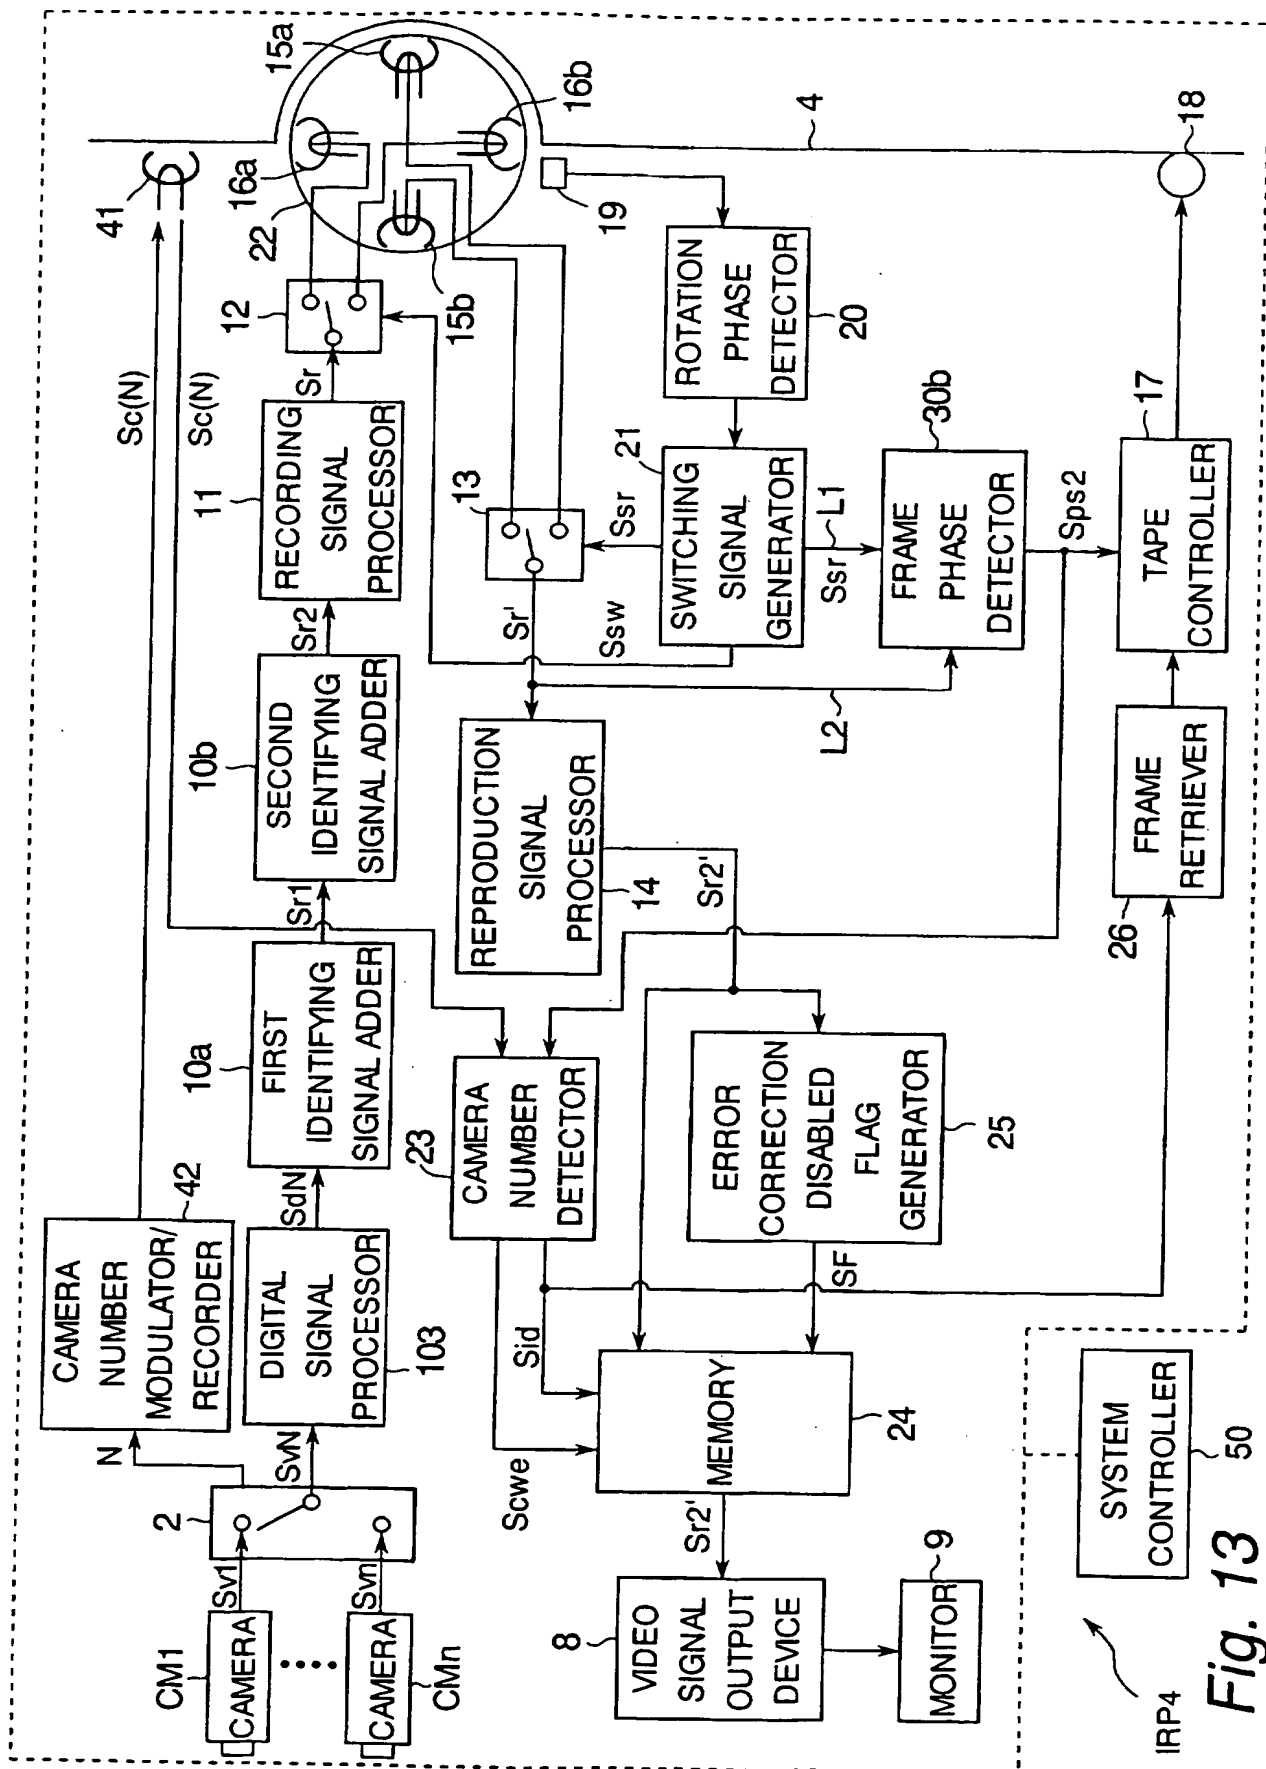 CM1
CAMERA
CAMERA
CMn
Sv1
Svn
2
N
SvN
CAMERA
NUMBER
MODULATOR/
RECORDER
42
DIGITAL
SIGNAL
PROCESSOR
103
SdN
10a
FIRST
IDENTIFYING
SIGNAL ADDER
Sr1
10b
SECOND
IDENTIFYING
SIGNAL ADDER
Sr2
11
RECORDING
SIGNAL
PROCESSOR
Sr
12
Sc(N)
Sc(N)
41
22
16a
15a
16b
15b
4
19
18
ROTATION
PHASE
DETECTOR
20
13
Sr'
Ssw
Ssr
21
SWITCHING
SIGNAL
GENERATOR
Ssr
L1
30b
FRAME
PHASE
DETECTOR
L2
Sps2
17
TAPE
CONTROLLER
FRAME
RETRIEVER
26
REPRODUCTION
SIGNAL
PROCESSOR
14
Sr2'
23
CAMERA
NUMBER
DETECTOR
ERROR
CORRECTION
DISABLED
FLAG
GENERATOR
25
SF
Sid
Scwe
MEMORY
24
Sr2'
8
VIDEO
SIGNAL
OUTPUT
DEVICE
MONITOR
9
SYSTEM
CONTROLLER
50
IRP4
Fig. 13